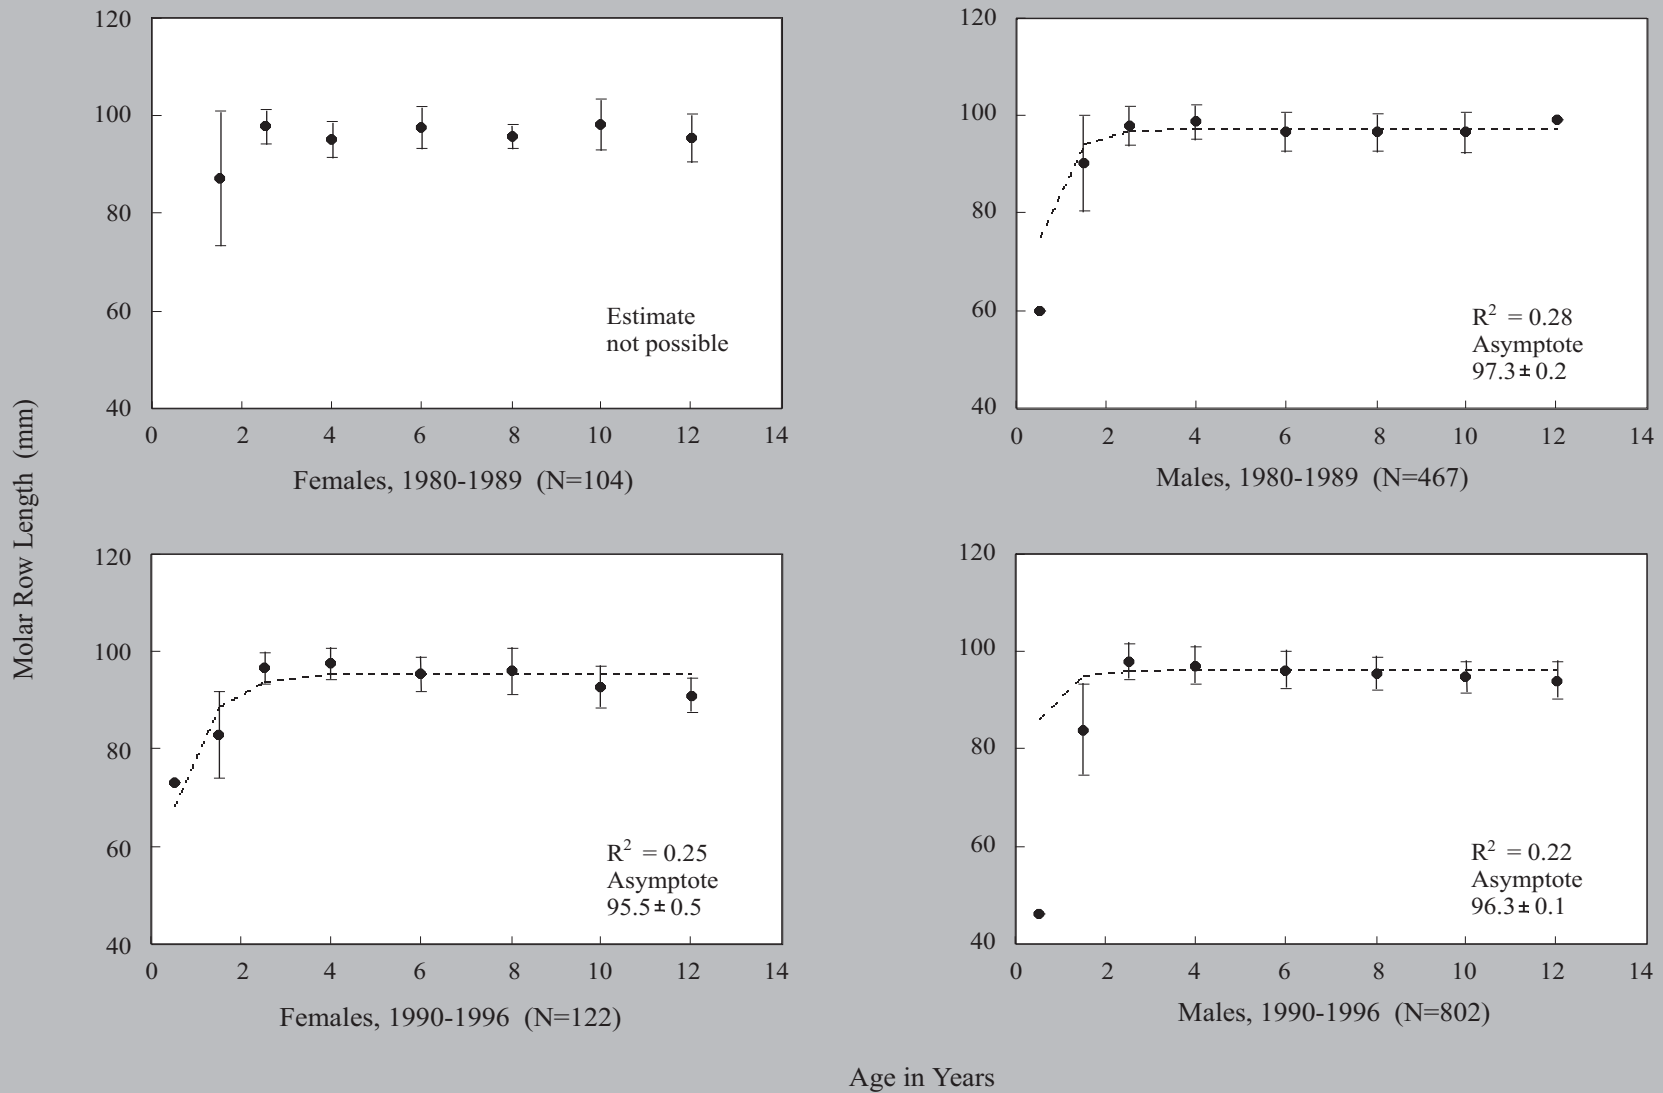 Molar Row Length (mm)
120
100
80
60
40
0 2 4 6 8 10 12 14
Estimate
not possible
Females, 1980-1989 (N=104)
120
100
80
60
40
0 2 4 6 8 10 12 14
R² = 0.28
Asymptote
97.3 ± 0.2
Males, 1980-1989 (N=467)
120
100
80
60
40
0 2 4 6 8 10 12 14
R² = 0.25
Asymptote
95.5 ± 0.5
Females, 1990-1996 (N=122)
120
100
80
60
40
0 2 4 6 8 10 12 14
R² = 0.22
Asymptote
96.3 ± 0.1
Males, 1990-1996 (N=802)
Age in Years